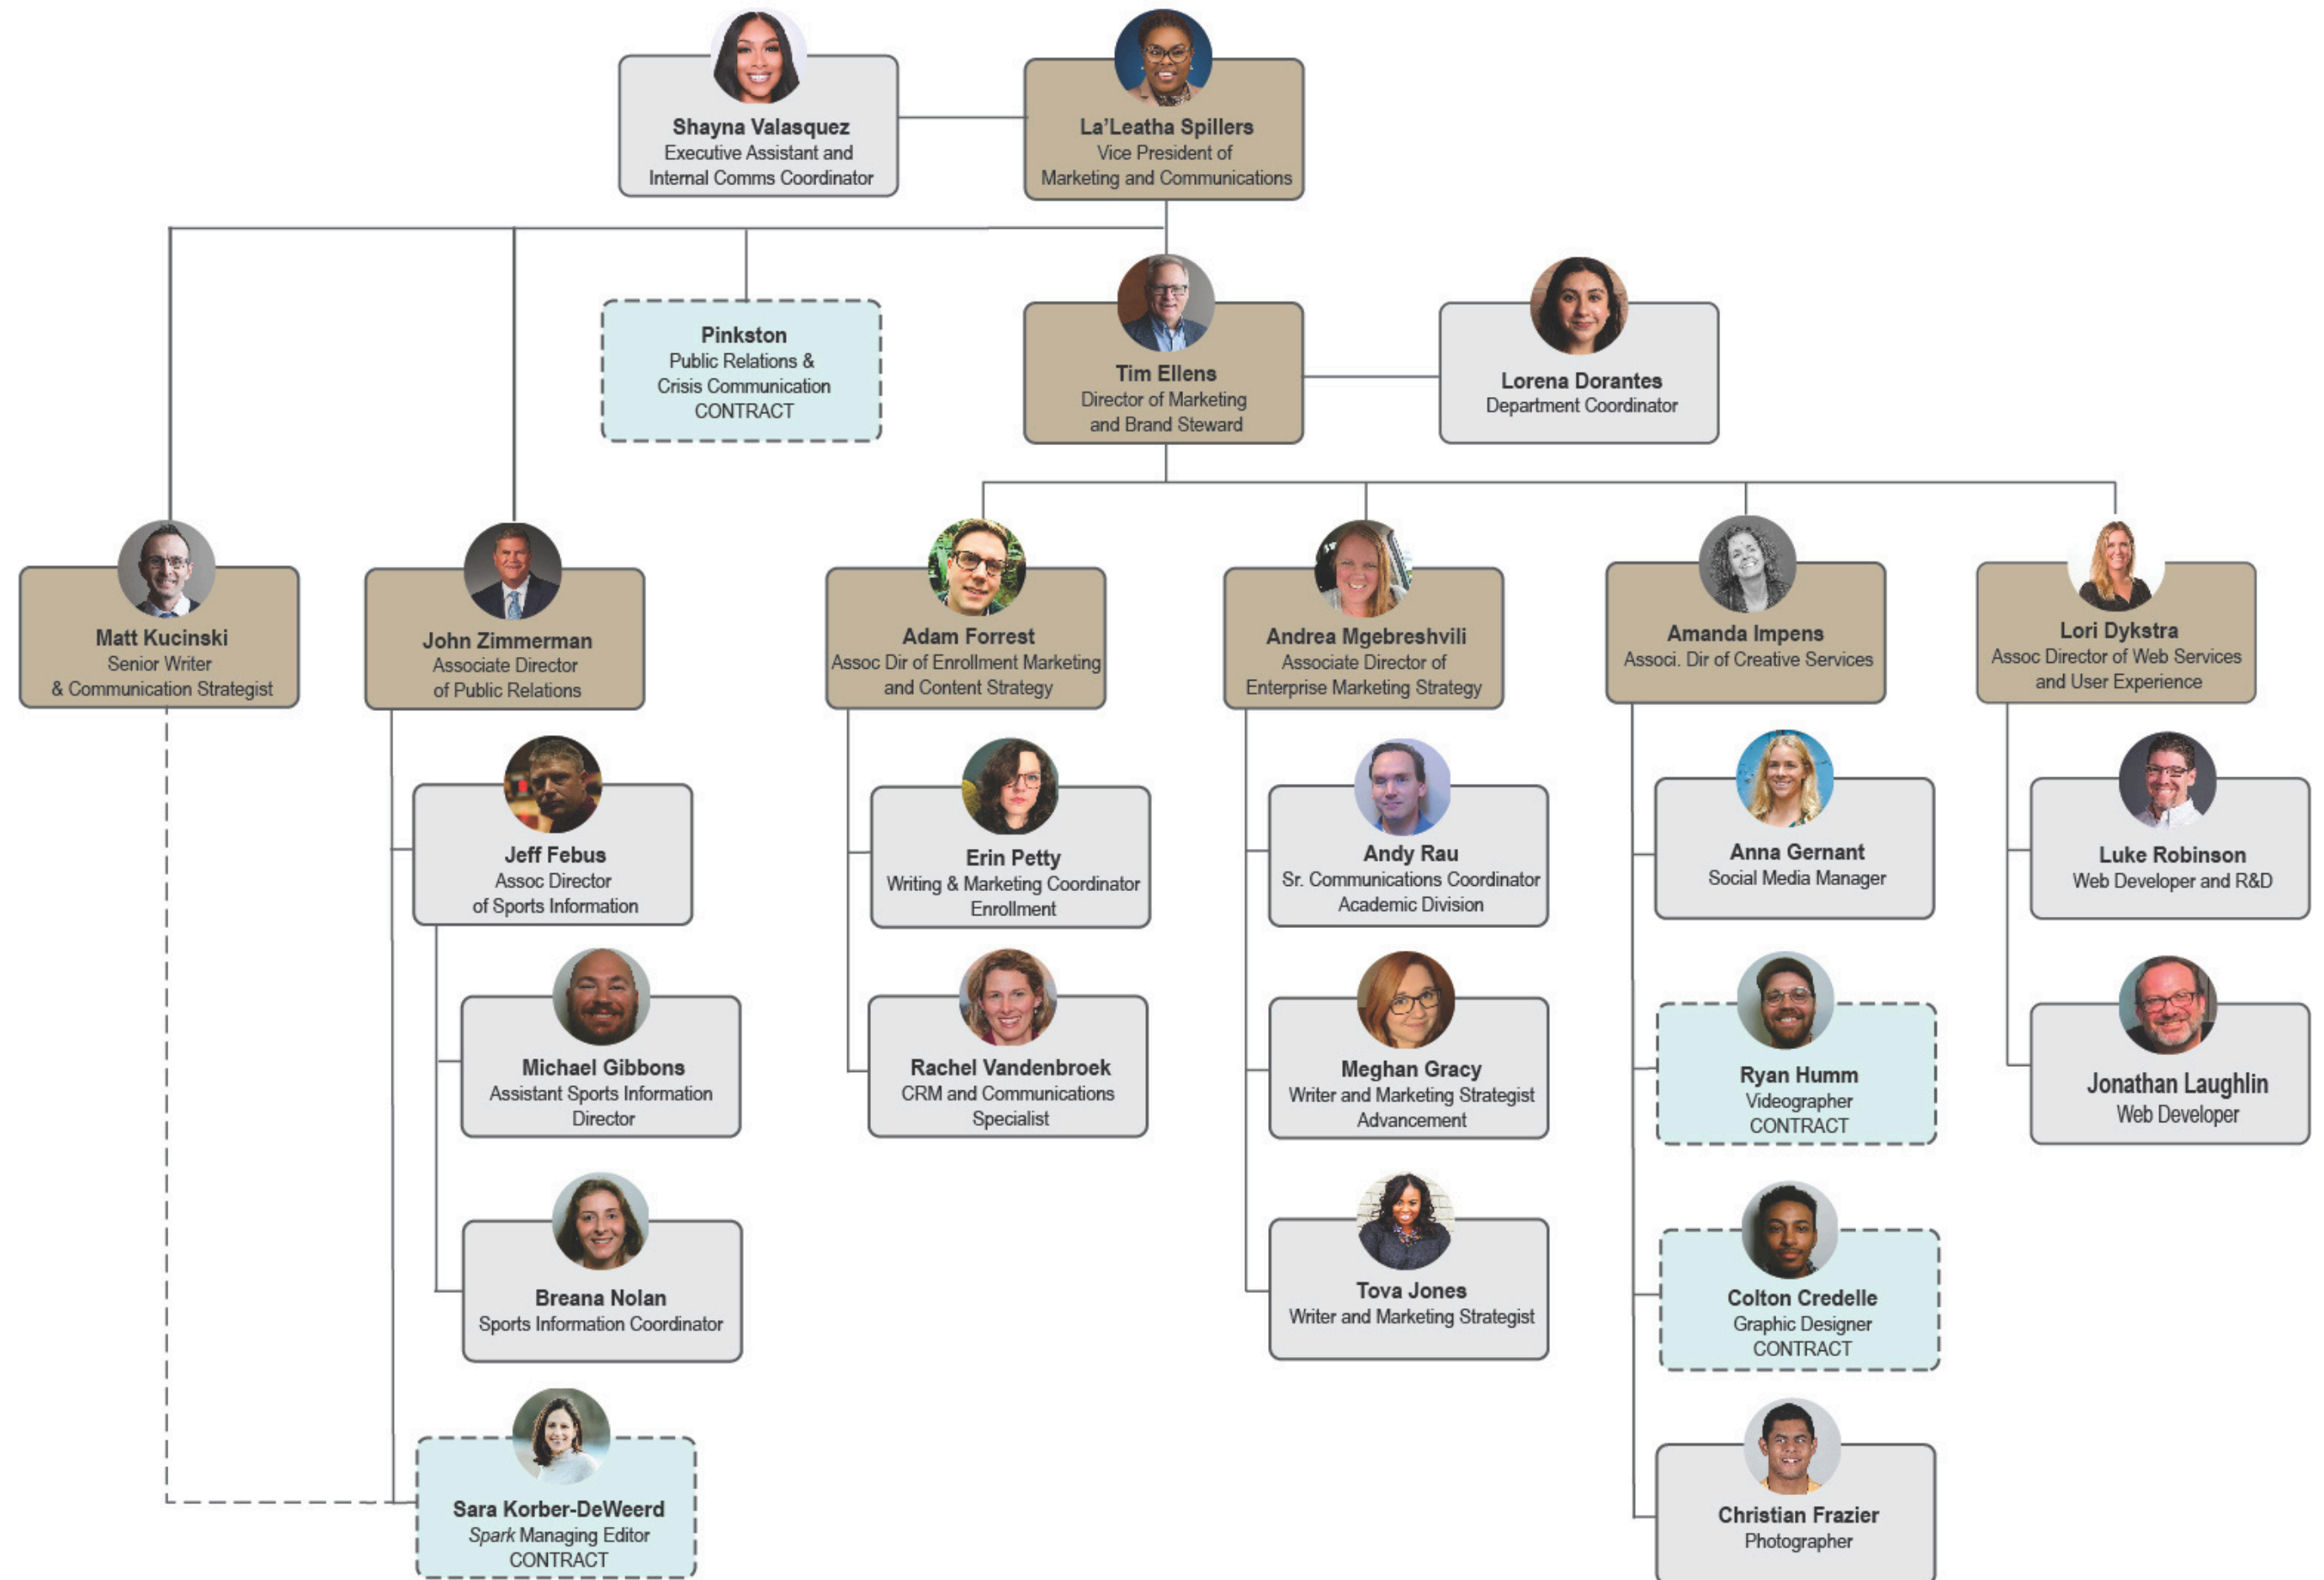 Shayna Valasquez
Executive Assistant and
Internal Comms Coordinator
La'Leatha Spillers
Vice President of
Marketing and Communications
Pinkston
Public Relations &
Crisis Communication
CONTRACT
Tim Ellens
Director of Marketing
and Brand Steward
Lorena Dorantes
Department Coordinator
Matt Kucinski
Senior Writer
& Communication Strategist
John Zimmerman
Associate Director
of Public Relations
Adam Forrest
Assoc Dir of Enrollment Marketing
and Content Strategy
Andrea Mgebreshvili
Associate Director of
Enterprise Marketing Strategy
Amanda Impens
Associ. Dir of Creative Services
Lori Dykstra
Assoc Director of Web Services
and User Experience
Jeff Febus
Assoc Director
of Sports Information
Erin Petty
Writing & Marketing Coordinator
Enrollment
Andy Rau
Sr. Communications Coordinator
Academic Division
Anna Gernant
Social Media Manager
Luke Robinson
Web Developer and R&D
Michael Gibbons
Assistant Sports Information
Director
Rachel Vandenbroek
CRM and Communications
Specialist
Meghan Gracy
Writer and Marketing Strategist
Advancement
Ryan Humm
Videographer
CONTRACT
Jonathan Laughlin
Web Developer
Breana Nolan
Sports Information Coordinator
Tova Jones
Writer and Marketing Strategist
Colton Credelle
Graphic Designer
CONTRACT
Sara Korber-DeWeerd
Spark Managing Editor
CONTRACT
Christian Frazier
Photographer